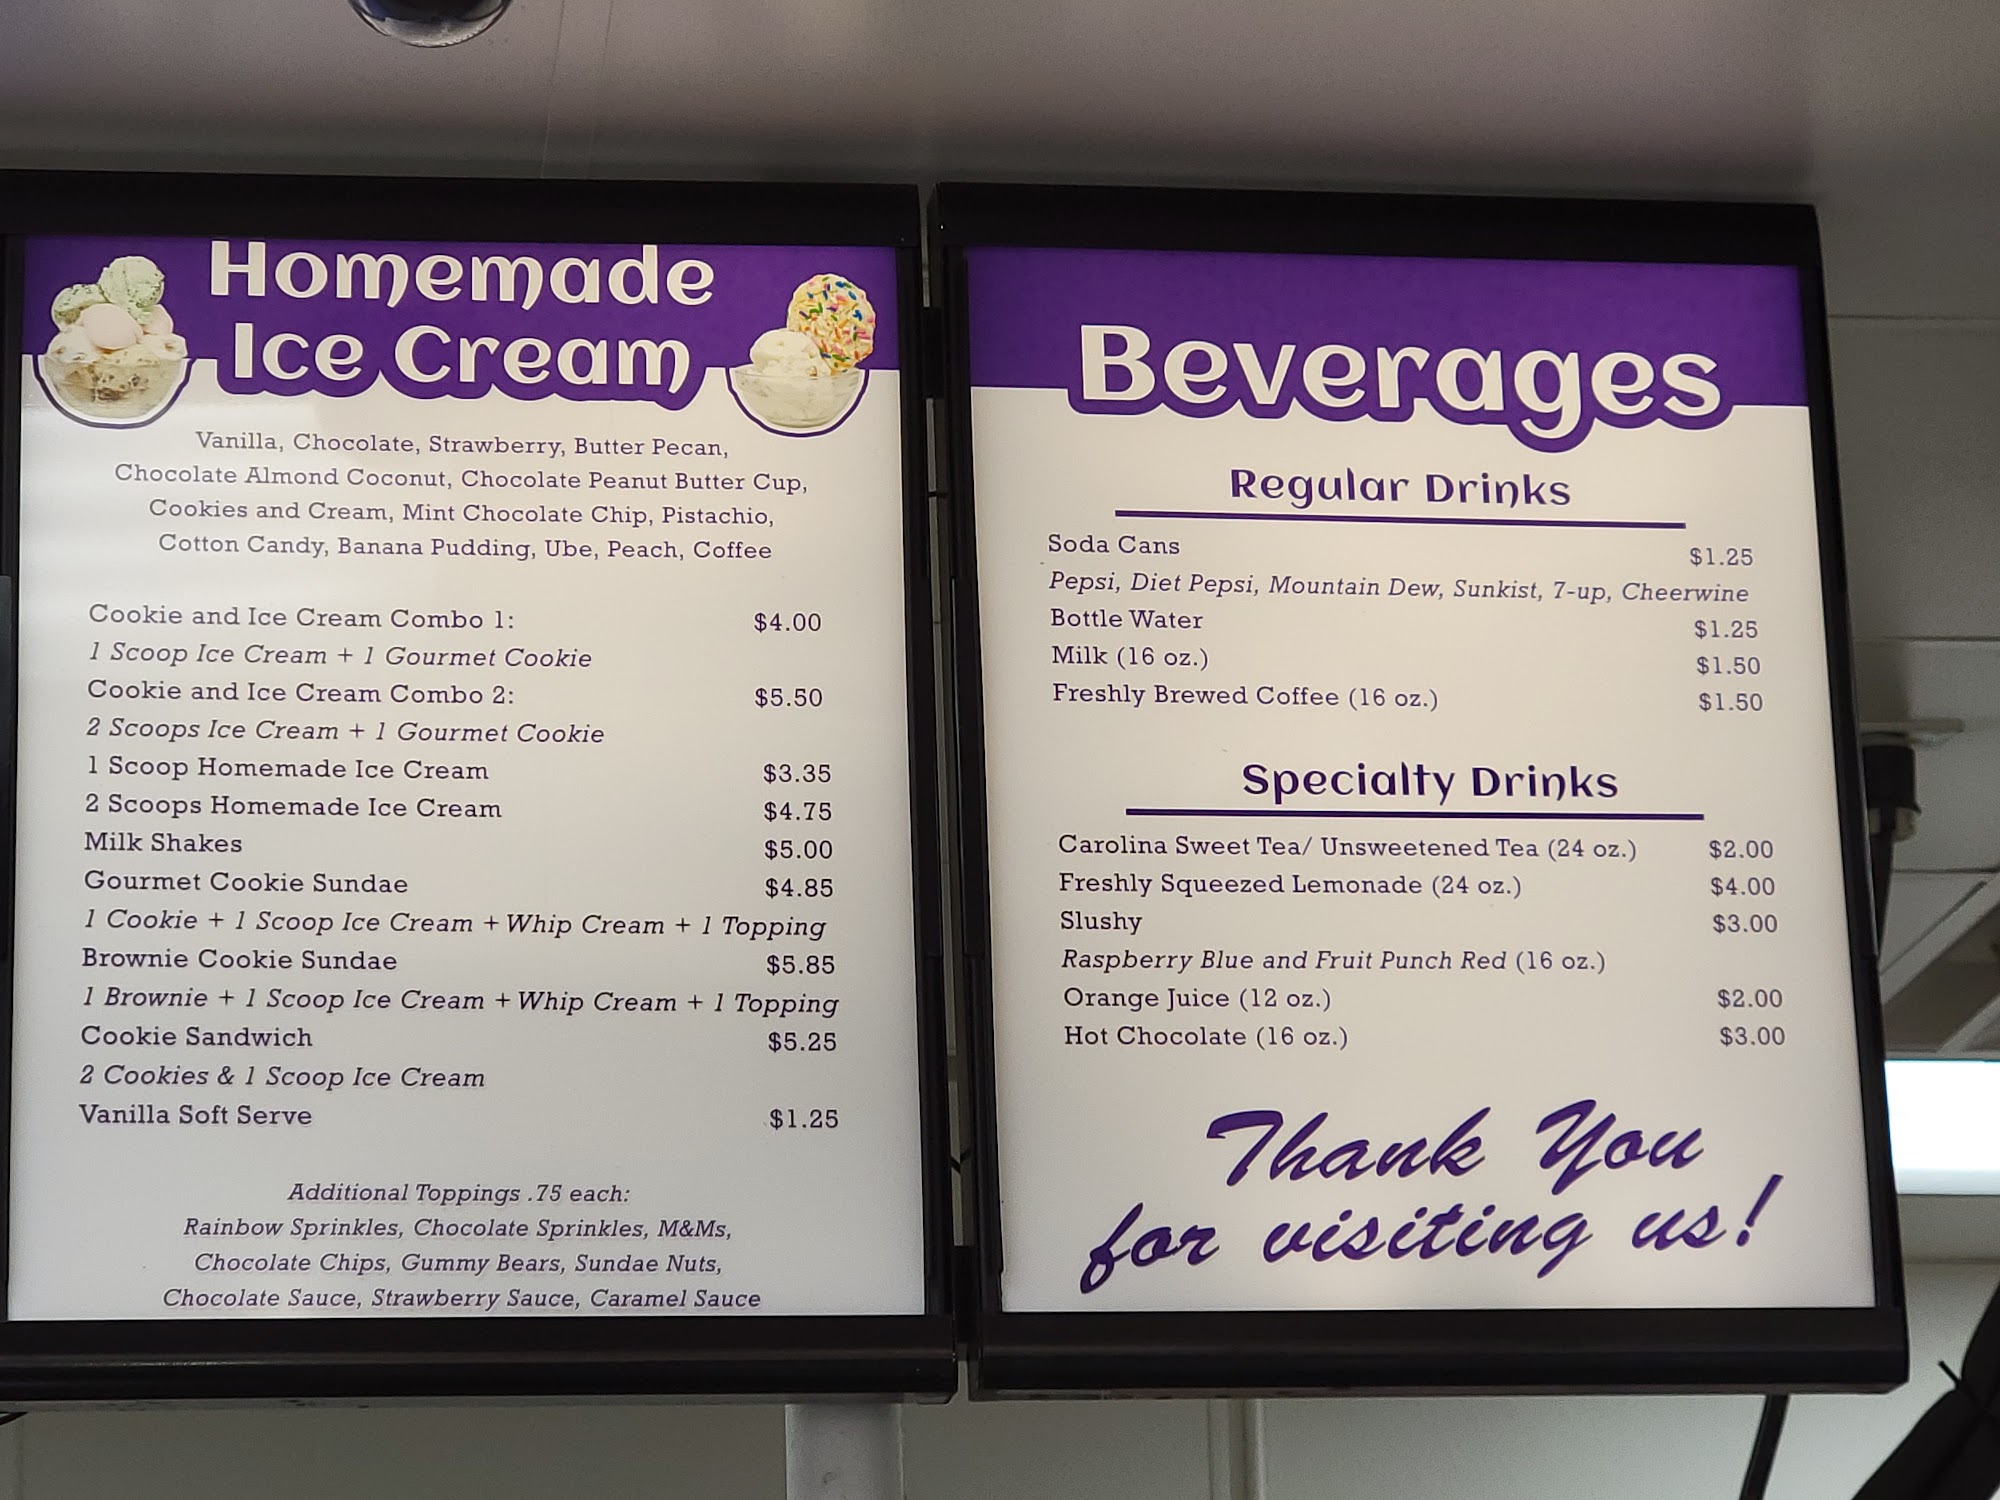 Homemade
Ice Cream
Vanilla, Chocolate, Strawberry, Butter Pecan,
Chocolate Almond Coconut, Chocolate Peanut Butter Cup,
Cookies and Cream, Mint Chocolate Chip, Pistachio,
Cotton Candy, Banana Pudding, Ube, Peach, Coffee
Cookie and Ice Cream Combo 1: $4.00
1 Scoop Ice Cream + 1 Gourmet Cookie
Cookie and Ice Cream Combo 2: $5.50
2 Scoops Ice Cream + 1 Gourmet Cookie
1 Scoop Homemade Ice Cream $3.35
2 Scoops Homemade Ice Cream $4.75
Milk Shakes $5.00
Gourmet Cookie Sundae $4.85
1 Cookie + 1 Scoop Ice Cream + Whip Cream + 1 Topping
Brownie Cookie Sundae $5.85
1 Brownie + 1 Scoop Ice Cream + Whip Cream + 1 Topping
Cookie Sandwich $5.25
2 Cookies & 1 Scoop Ice Cream
Vanilla Soft Serve $1.25
Additional Toppings .75 each:
Rainbow Sprinkles, Chocolate Sprinkles, M&Ms,
Chocolate Chips, Gummy Bears, Sundae Nuts,
Chocolate Sauce, Strawberry Sauce, Caramel Sauce
Beverages
Regular Drinks
Soda Cans $1.25
Pepsi, Diet Pepsi, Mountain Dew, Sunkist, 7-up, Cheerwine
Bottle Water $1.25
Milk (16 oz.) $1.50
Freshly Brewed Coffee (16 oz.) $1.50
Specialty Drinks
Carolina Sweet Tea/ Unsweetened Tea (24 oz.) $2.00
Freshly Squeezed Lemonade (24 oz.) $4.00
Slushy $3.00
Raspberry Blue and Fruit Punch Red (16 oz.)
Orange Juice (12 oz.) $2.00
Hot Chocolate (16 oz.) $3.00
Thank You
for visiting us!